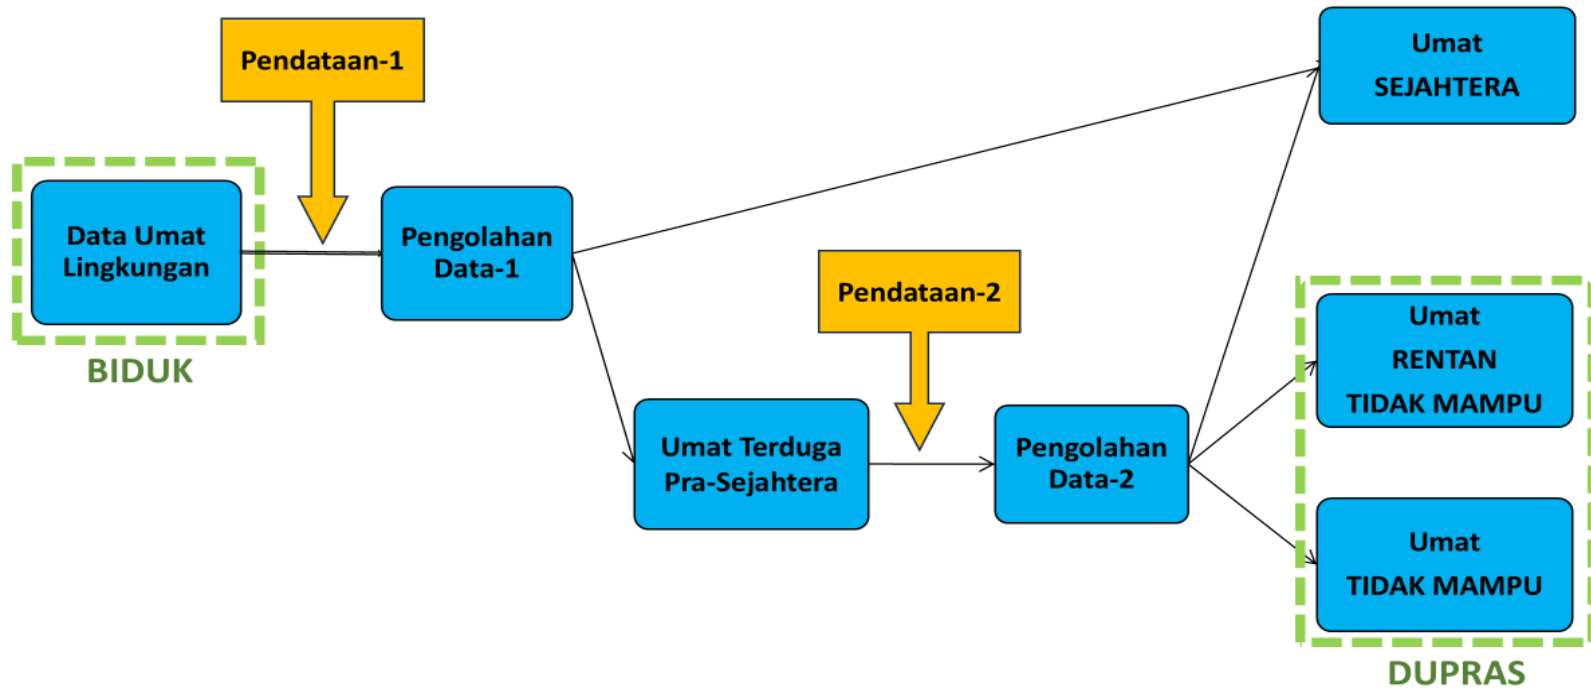 Pendataan-1
Umat
SEJAHTERA
Data Umat
Lingkungan
BIDUK
Pengolahan
Data-1
Pendataan-2
Umat Terduga
Pra-Sejahtera
Pengolahan
Data-2
Umat
RENTAN
TIDAK MAMPU
Umat
TIDAK MAMPU
DUPRAS